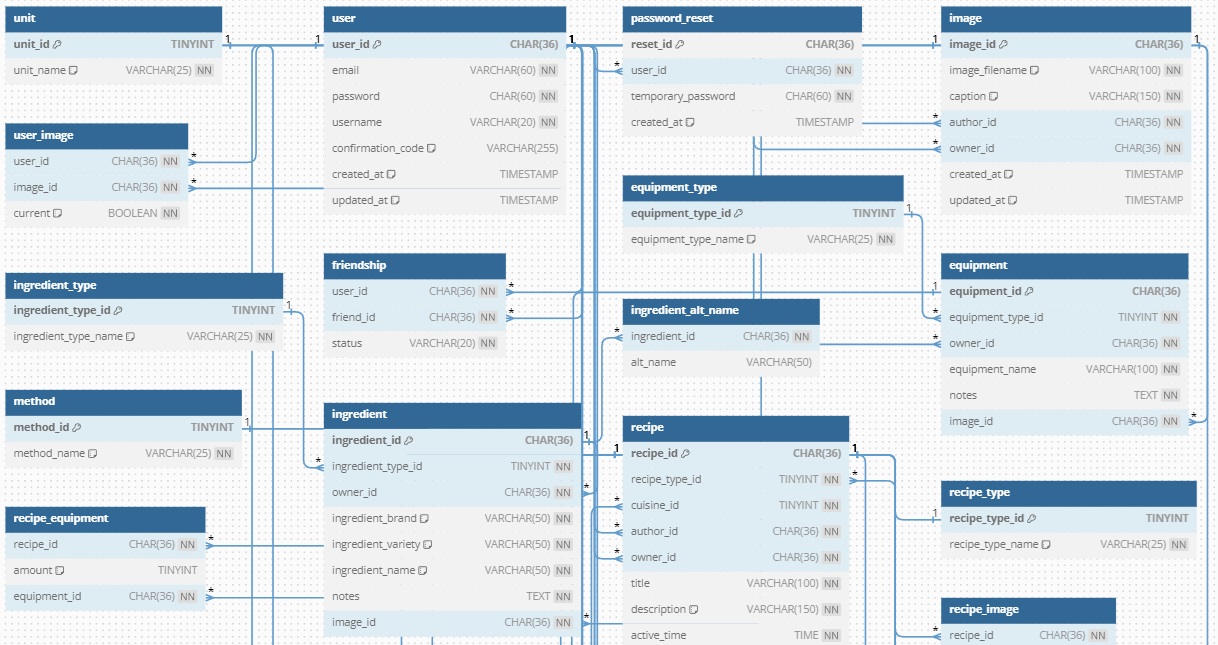 unit
unit_id TINYINT
unit_name VARCHAR(25) NN
user_image
user_id CHAR(36) NN
image_id CHAR(36) NN
current BOOLEAN NN
ingredient_type
ingredient_type_id TINYINT
ingredient_type_name VARCHAR(25) NN
method
method_id TINYINT
method_name VARCHAR(25) NN
recipe_equipment
recipe_id CHAR(36) NN
amount TINYINT
equipment_id CHAR(36) NN
user
user_id CHAR(36)
email VARCHAR(60) NN
password CHAR(60) NN
username VARCHAR(20) NN
confirmation_code VARCHAR(255)
created_at TIMESTAMP
updated_at TIMESTAMP
friendship
user_id CHAR(36) NN
friend_id CHAR(36) NN
status VARCHAR(20) NN
ingredient
ingredient_id CHAR(36)
ingredient_type_id TINYINT NN
owner_id CHAR(36) NN
ingredient_brand VARCHAR(50) NN
ingredient_variety VARCHAR(50) NN
ingredient_name VARCHAR(50) NN
notes TEXT NN
image_id CHAR(36) NN
password_reset
reset_id CHAR(36)
user_id CHAR(36) NN
temporary_password CHAR(60) NN
created_at TIMESTAMP
equipment_type
equipment_type_id TINYINT
equipment_type_name VARCHAR(25) NN
ingredient_alt_name
ingredient_id CHAR(36) NN
alt_name VARCHAR(50)
recipe
recipe_id CHAR(36)
recipe_type_id TINYINT NN
cuisine_id TINYINT NN
author_id CHAR(36) NN
owner_id CHAR(36) NN
title VARCHAR(100) NN
description VARCHAR(150) NN
active_time TIME NN
image
image_id CHAR(36)
image_filename VARCHAR(100) NN
caption VARCHAR(150) NN
author_id CHAR(36) NN
owner_id CHAR(36) NN
created_at TIMESTAMP
updated_at TIMESTAMP
equipment
equipment_id CHAR(36)
equipment_type_id TINYINT NN
owner_id CHAR(36) NN
equipment_name VARCHAR(100) NN
notes TEXT NN
image_id CHAR(36) NN
recipe_type
recipe_type_id TINYINT
recipe_type_name VARCHAR(25) NN
recipe_image
recipe_id CHAR(36) NN